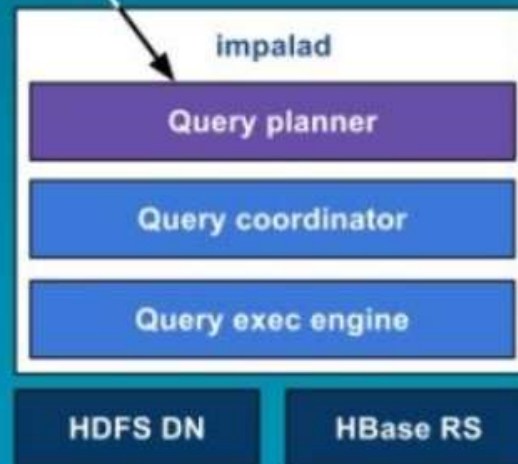 impalad
Query planner
Query coordinator
Query exec engine
HDFS DN
HBase RS